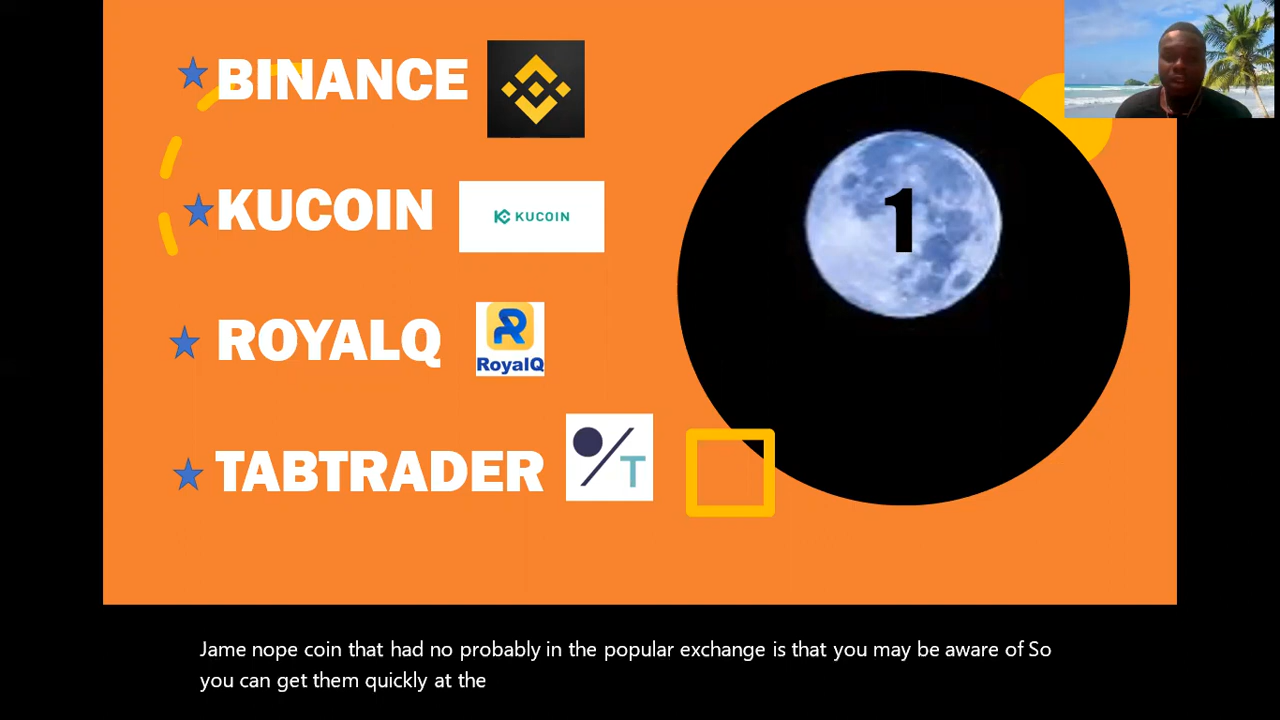 BINANCE
KUCOIN
KUCOIN
ROYALQ
RoyalQ
TABTRADER
T
1
Jame nope coin that had no probably in the popular exchange is that you may be aware of So
you can get them quickly at the